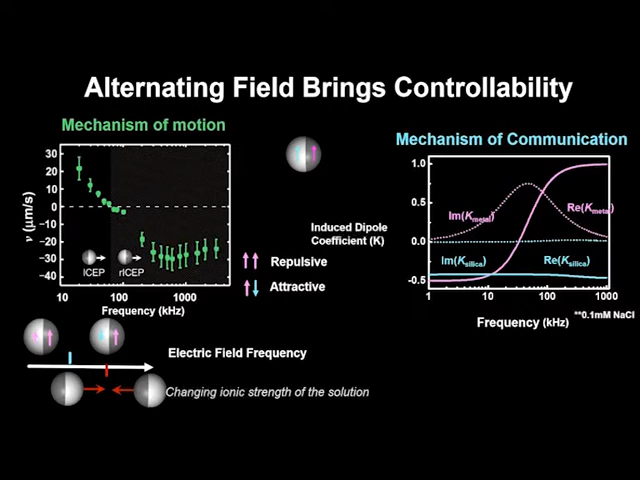 Alternating Field Brings Controllability
Mechanism of motion
30
20
10
0
−10
−20
−30
−40
v (µm/s)
ICEP
rICEP
10
100
1000
Frequency (kHz)
Induced Dipole
Coefficient (K)
Repulsive
Attractive
Mechanism of Communication
1.0
0.5
0.0
-0.5
Im(Kmetal)
Re(Kmetal)
Im(Ksilica)
Re(Ksilica)
1
10
100
1000
Frequency (kHz)
**0.1mM NaCl
Electric Field Frequency
Changing ionic strength of the solution